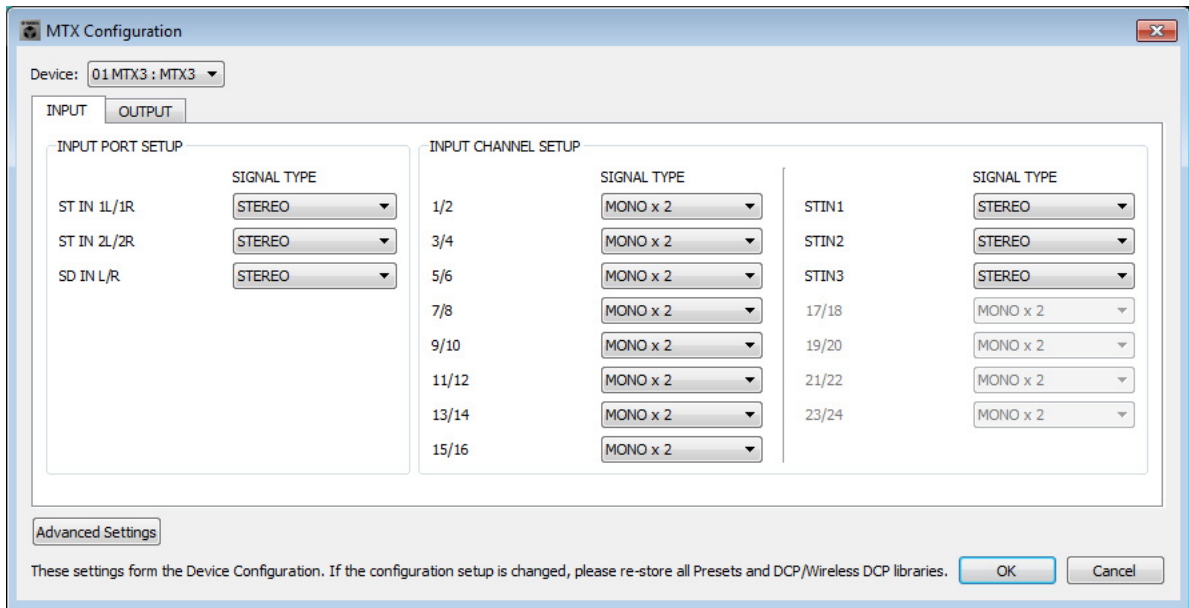 MTX Configuration
Device: 01 MTX3 : MTX3
INPUT OUTPUT
INPUT PORT SETUP
SIGNAL TYPE
ST IN 1L/1R STEREO
ST IN 2L/2R STEREO
SD IN L/R STEREO
INPUT CHANNEL SETUP
SIGNAL TYPE
1/2 MONO x 2
3/4 MONO x 2
5/6 MONO x 2
7/8 MONO x 2
9/10 MONO x 2
11/12 MONO x 2
13/14 MONO x 2
15/16 MONO x 2
SIGNAL TYPE
STIN1 STEREO
STIN2 STEREO
STIN3 STEREO
17/18 MONO x 2
19/20 MONO x 2
21/22 MONO x 2
23/24 MONO x 2
Advanced Settings
These settings form the Device Configuration. If the configuration setup is changed, please re-store all Presets and DCP/Wireless DCP libraries. OK Cancel